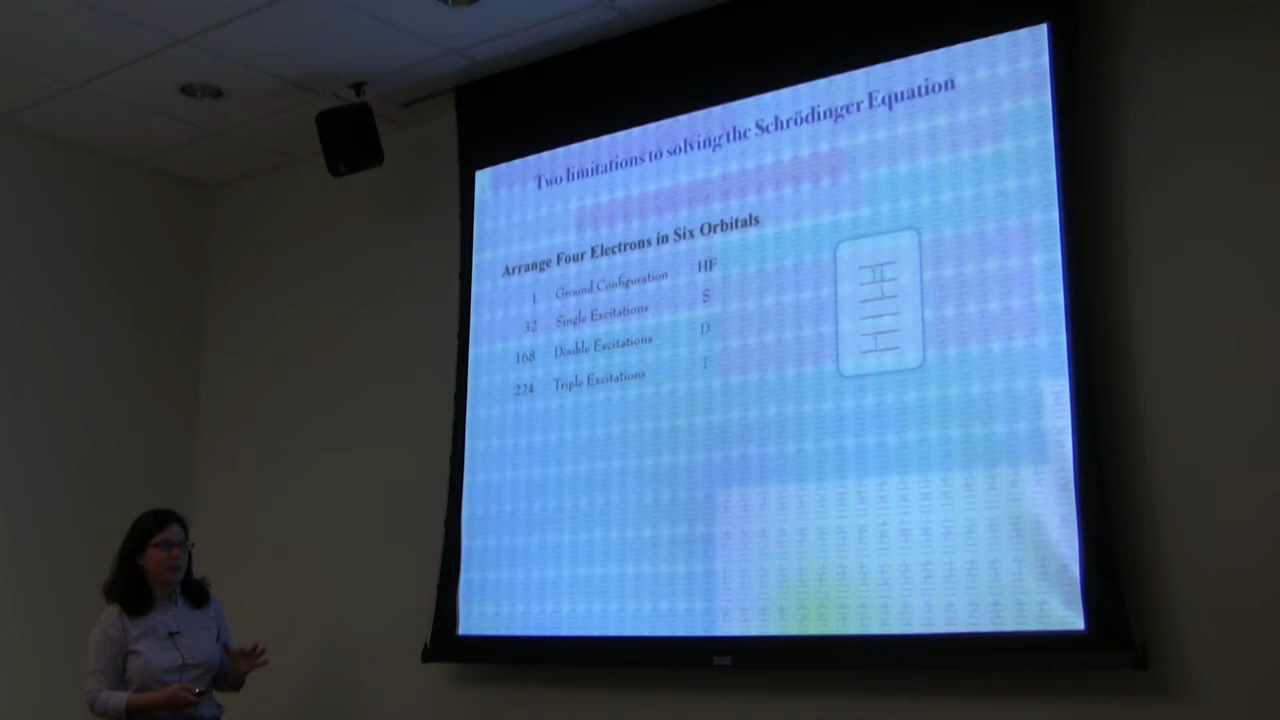 Two limitations to solving the Schrödinger Equation
Arrange Four Electrons in Six Orbitals
1 Ground Configuration HF
32 Single Excitations S
168 Double Excitations D
224 Triple Excitations T